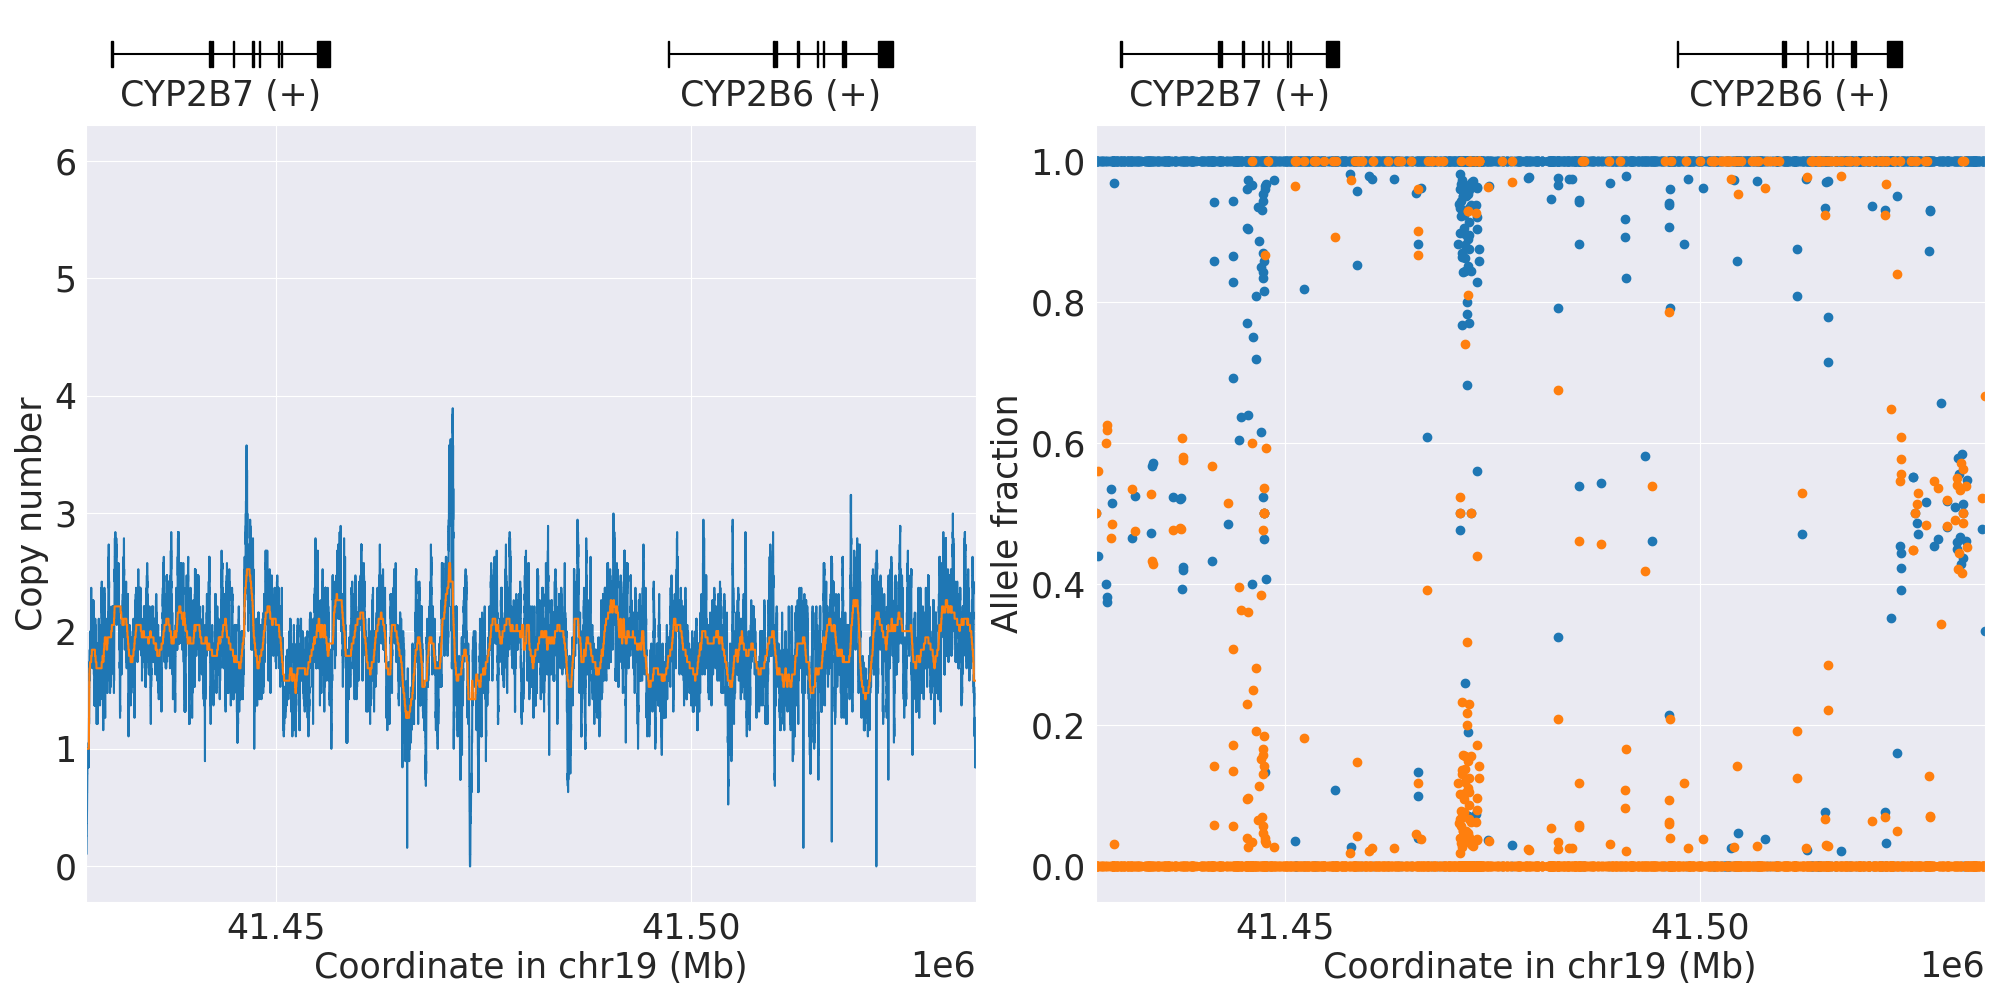 CYP2B7 (+)
CYP2B6 (+)
6
5
4
3
2
1
0
Copy number
41.45
41.50
Coordinate in chr19 (Mb)
1e6
CYP2B7 (+)
CYP2B6 (+)
1.0
0.8
0.6
0.4
0.2
0.0
Allele fraction
41.45
41.50
Coordinate in chr19 (Mb)
1e6